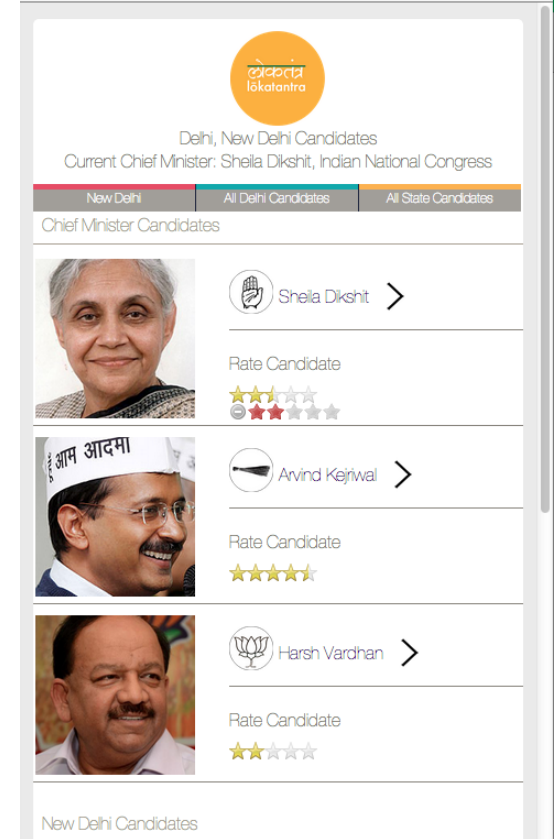 लोकतंत्र
lōkatantra
Delhi, New Delhi Candidates
Current Chief Minister: Sheila Dikshit, Indian National Congress
New Delhi
All Delhi Candidates
All State Candidates
Chief Minister Candidates
Sheila Dikshit
Rate Candidate
आम आदमी
Arvind Kejriwal
Rate Candidate
Harsh Vardhan
Rate Candidate
New Delhi Candidates